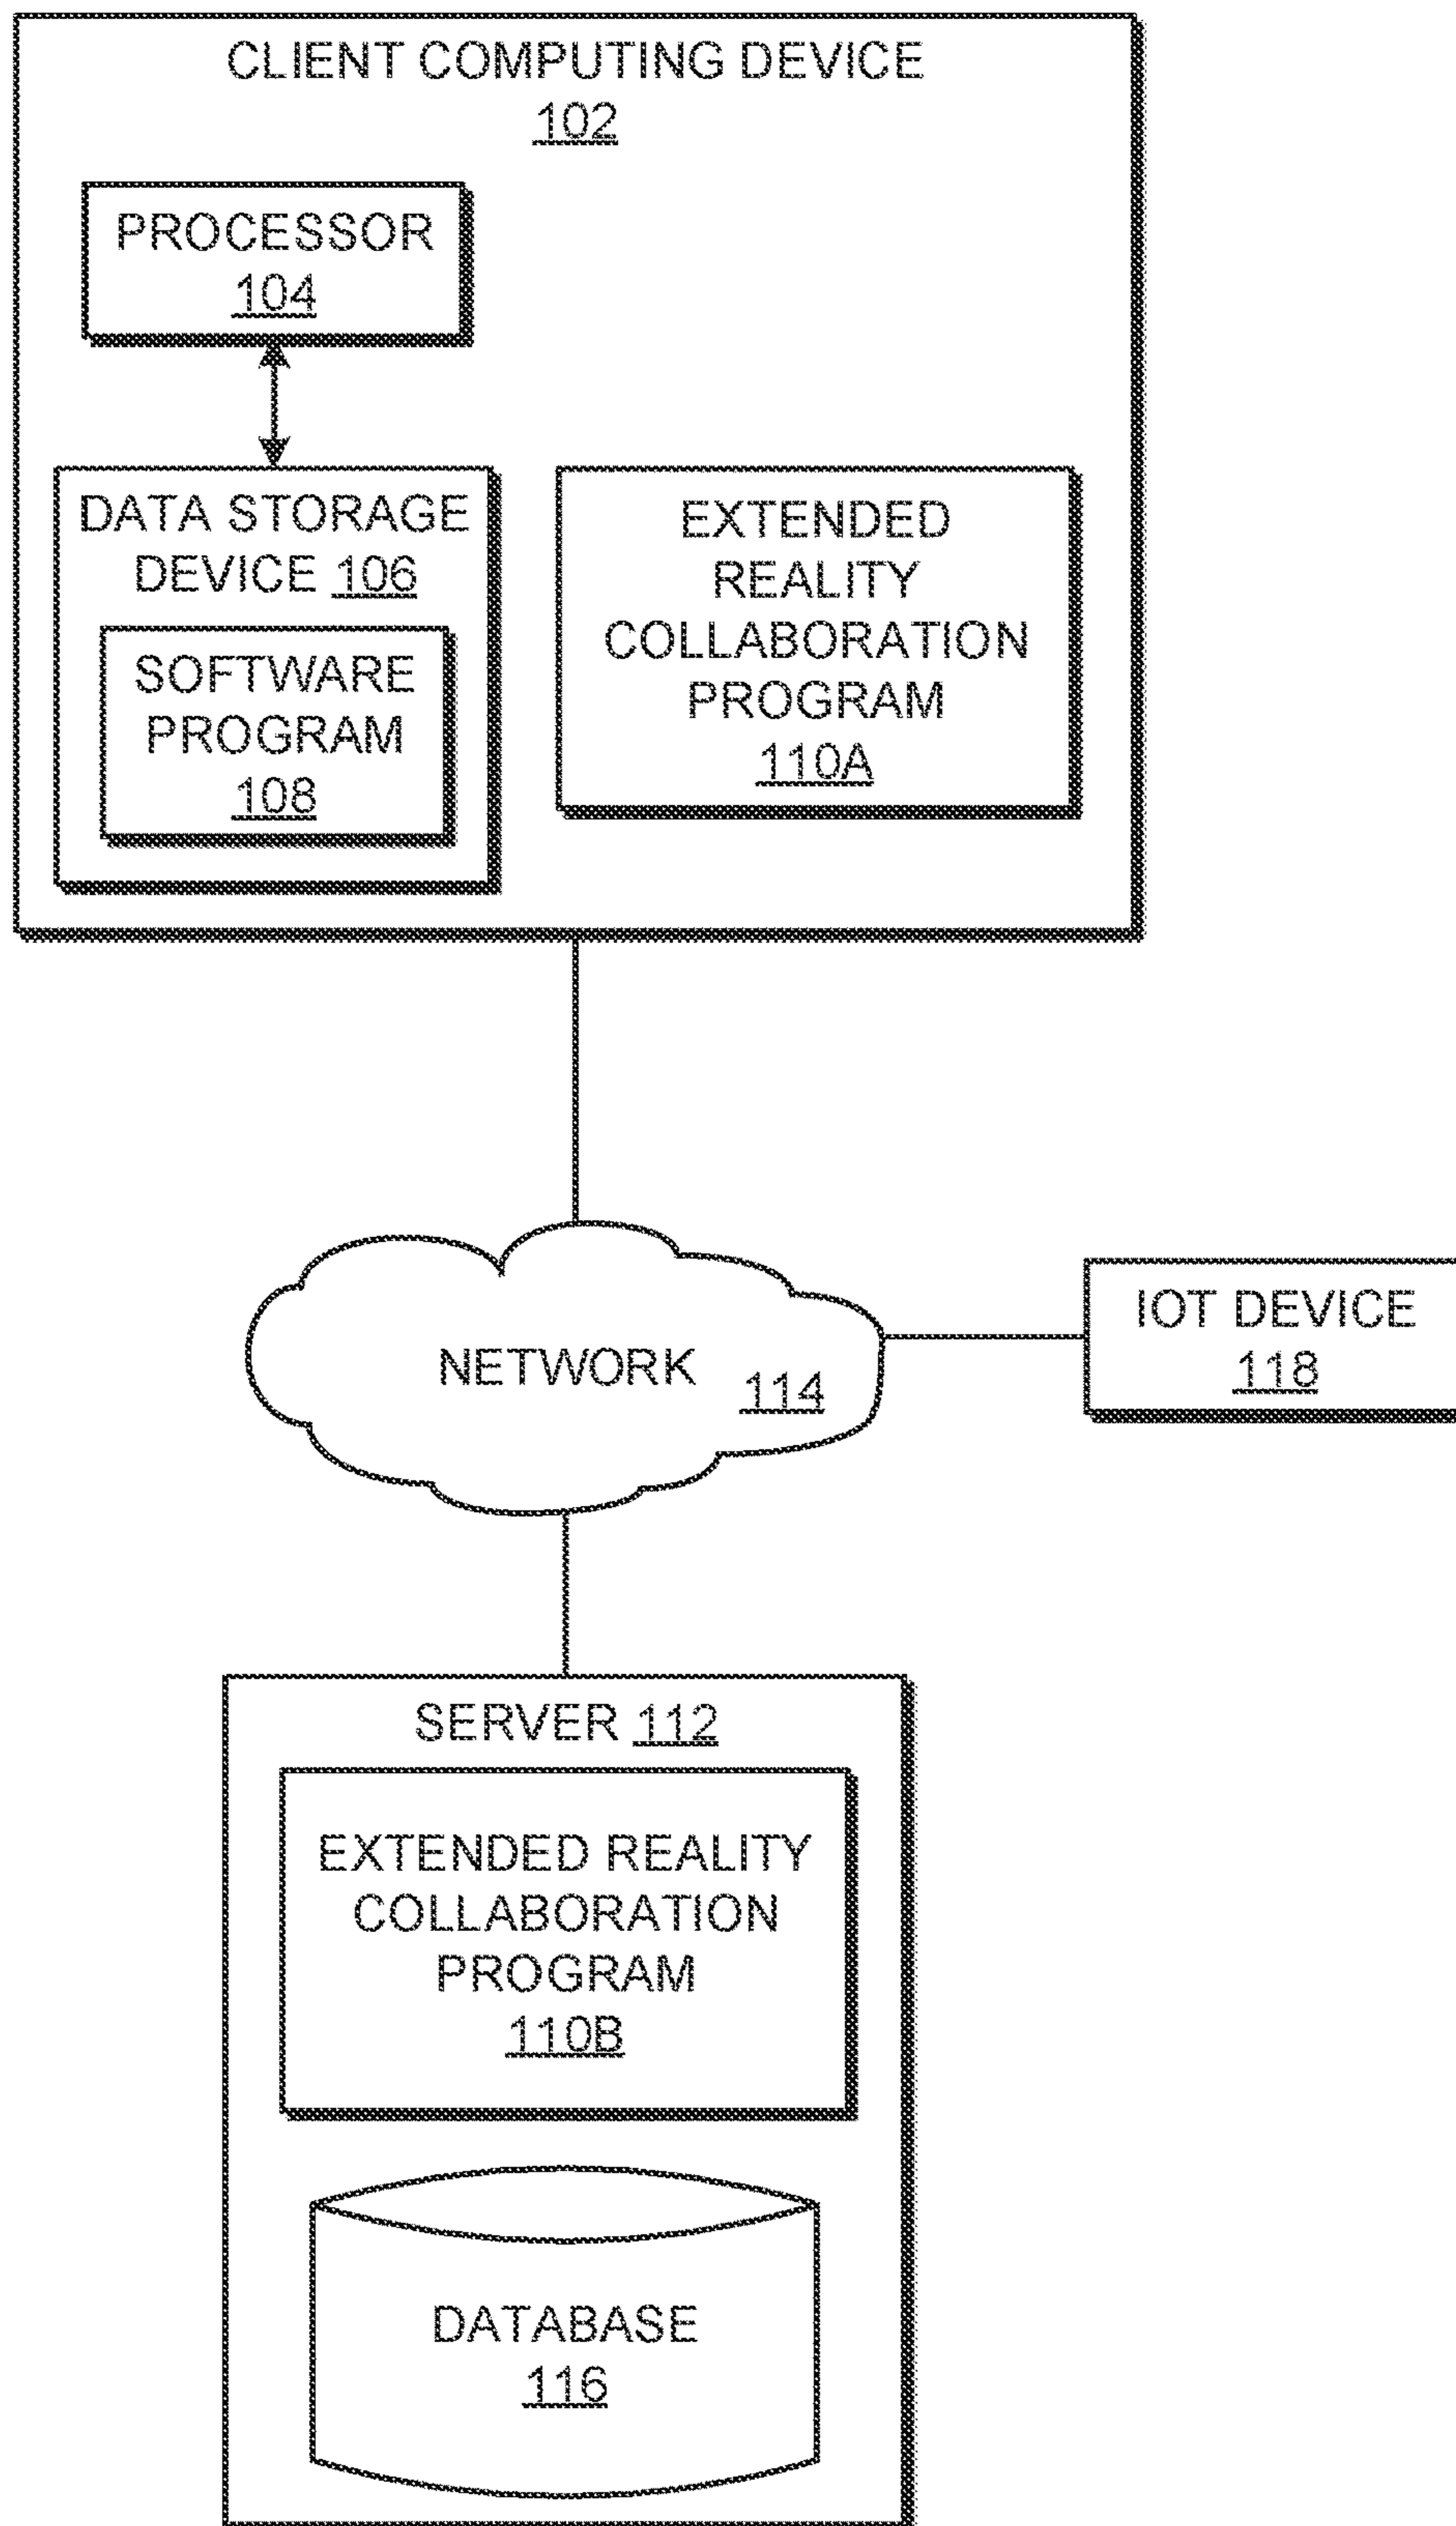 CLIENT COMPUTING DEVICE
102
PROCESSOR
104
DATA STORAGE
DEVICE 106
SOFTWARE
PROGRAM
108
EXTENDED
REALITY
COLLABORATION
PROGRAM
110A
NETWORK 114
IOT DEVICE
118
SERVER 112
EXTENDED REALITY
COLLABORATION
PROGRAM
110B
DATABASE
116